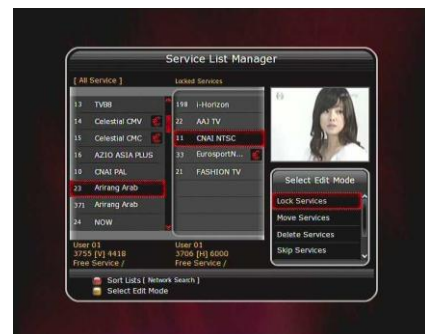 Service List Manager
[ All Service ]
Locked Services
13 TVB8
14 Celestial CMV
15 Celestial CMC
16 AZIO ASIA PLUS
10 CNAI PAL
23 Arirang Arab
371 Arirang Arab
24 NOW
198 i-Horizon
22 AAJ TV
11 CNAI NTSC
33 EurosportN...
21 FASHION TV
User 01
3755 [V] 4418
Free Service /
User 01
3706 [H] 6000
Free Service /
Select Edit Mode
Lock Services
Move Services
Delete Services
Skip Services
Sort Lists [ Network Search ]
Select Edit Mode